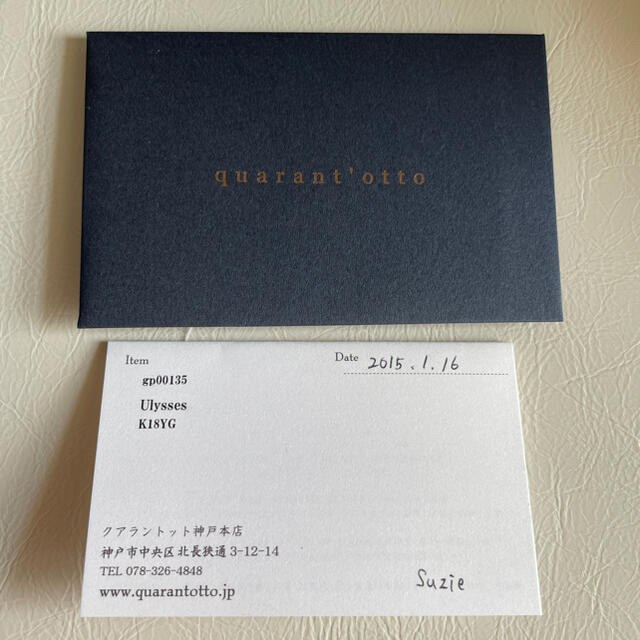 quarant'otto
Item
Date 2015.1.16
gp00135
Ulysses
K18YG
クアラントット神戸本店
神戸市中央区北長狭通 3-12-14
TEL 078-326-4848
www.quarantotto.jp
Suzie